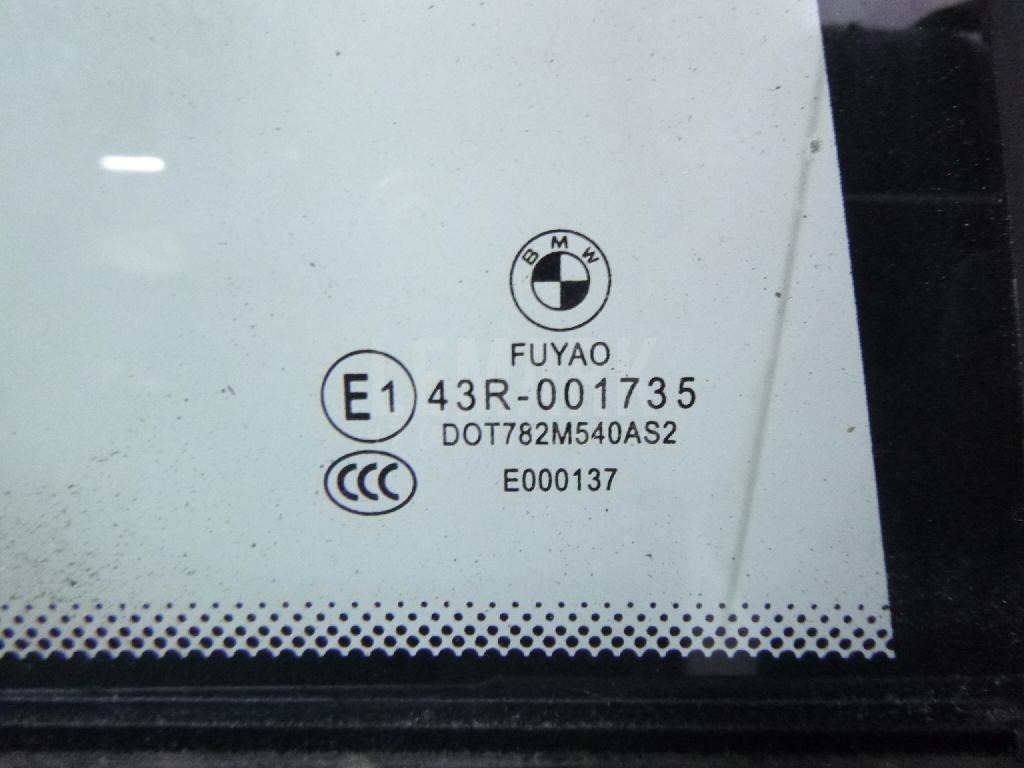 BMW
FUYAO
E1 43R-001735
DOT782M540AS2
CCC E000137